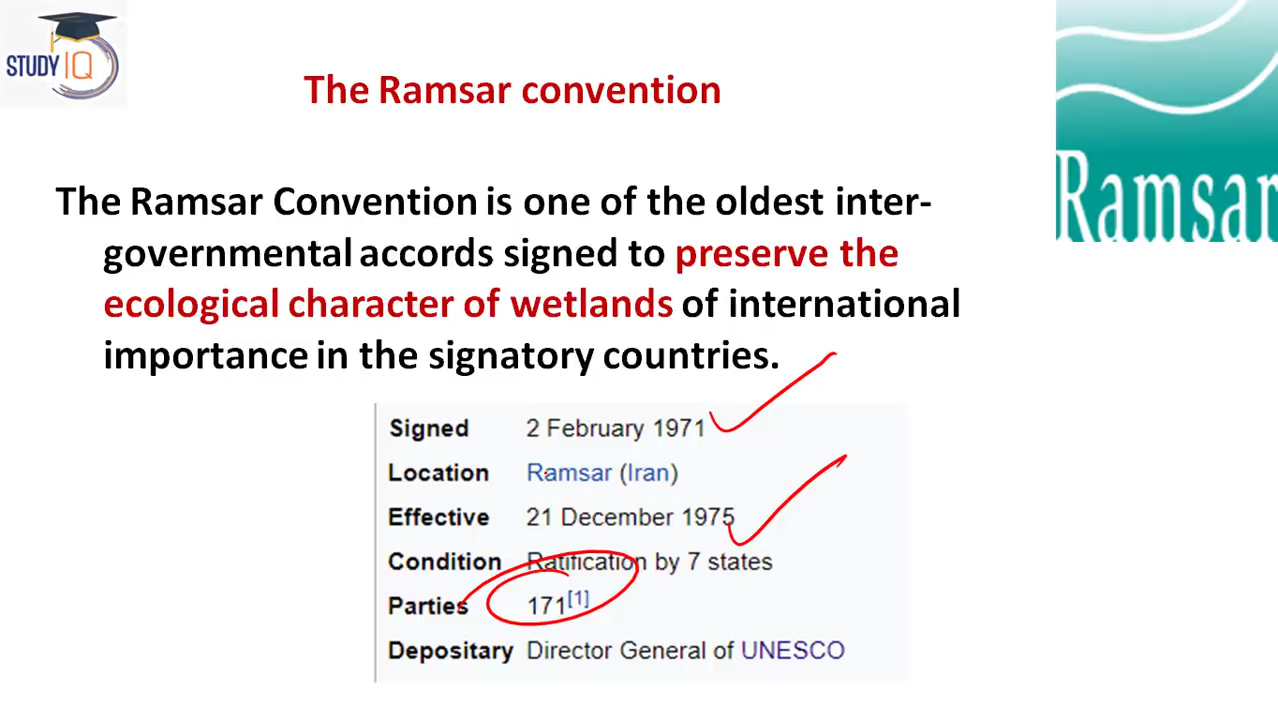 STUDY IQ
The Ramsar convention
Ramsar
The Ramsar Convention is one of the oldest inter-
governmental accords signed to preserve the
ecological character of wetlands of international
importance in the signatory countries.
Signed 2 February 1971
Location Ramsar (Iran)
Effective 21 December 1975
Condition Ratification by 7 states
Parties 171[1]
Depositary Director General of UNESCO